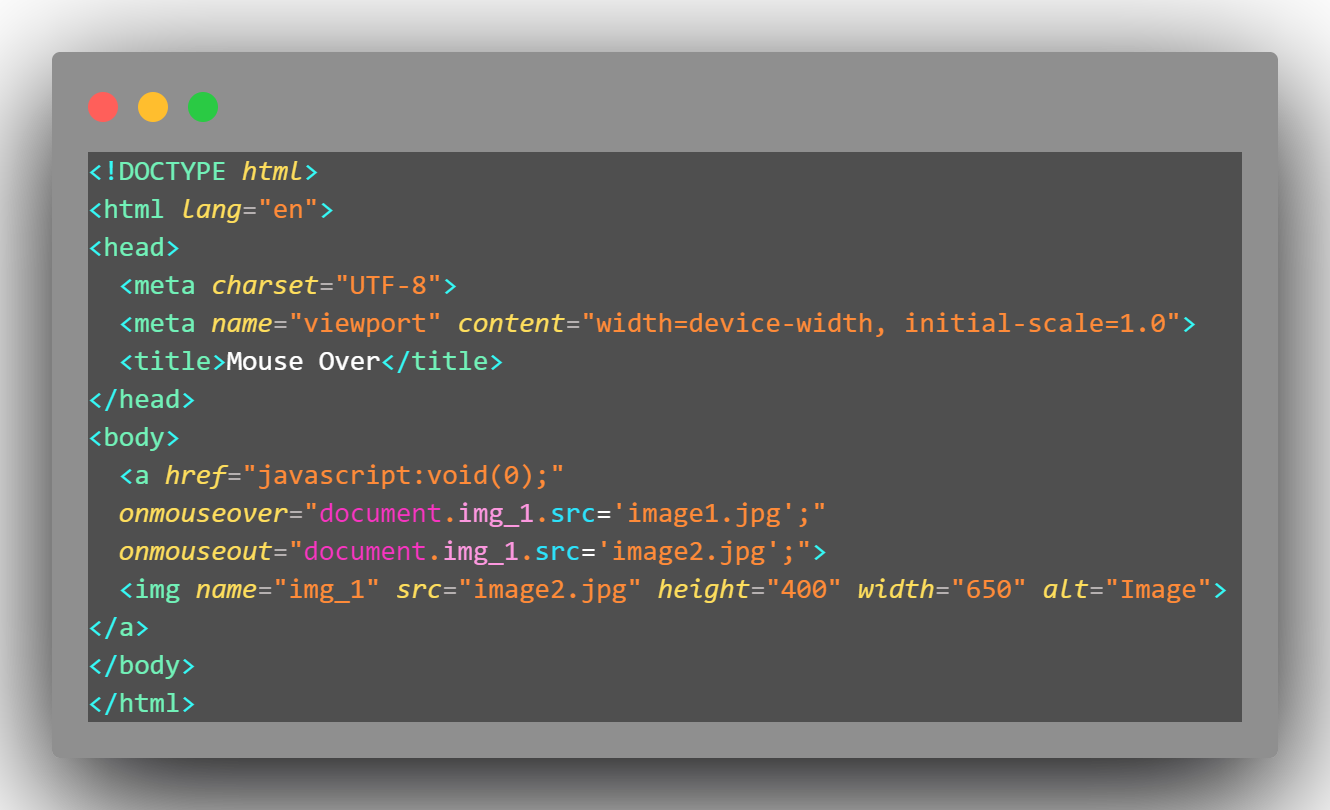 <!DOCTYPE html>
<html lang="en">
<head>
  <meta charset="UTF-8">
  <meta name="viewport" content="width=device-width, initial-scale=1.0">
  <title>Mouse Over</title>
</head>
<body>
  <a href="javascript:void(0);"
  onmouseover="document.img_1.src='image1.jpg';"
  onmouseout="document.img_1.src='image2.jpg';">
  <img name="img_1" src="image2.jpg" height="400" width="650" alt="Image">
</a>
</body>
</html>